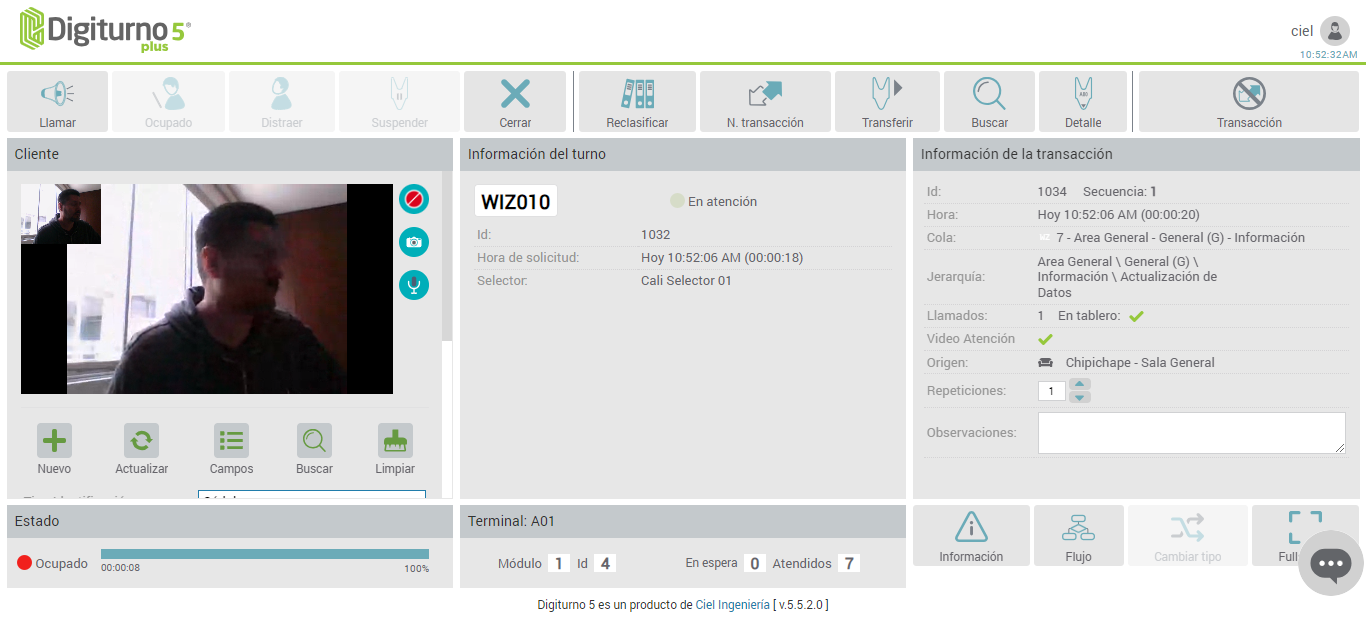 Digiturno 5®
plus
ciel
10:52:32AM
Llamar
Ocupado
Distraer
Suspender
Cerrar
Reclasificar
N. transacción
Transferir
Buscar
Detalle
Transacción
Cliente
Nuevo
Actualizar
Campos
Buscar
Limpiar
Información del turno
WIZ010 En atención
Id: 1032
Hora de solicitud: Hoy 10:52:06 AM (00:00:18)
Selector: Cali Selector 01
Información de la transacción
Id: 1034 Secuencia: 1
Hora: Hoy 10:52:06 AM (00:00:20)
Cola: WIZ 7 - Area General - General (G) - Información
Jerarquía: Area General \ General (G) \
Información \ Actualización de
Datos
Llamados: 1 En tablero:
Video Atención
Origen: Chipichape - Sala General
Repeticiones: 1
Observaciones:
Estado
Ocupado
00:00:08 100%
Terminal: A01
Módulo 1 Id 4 En espera 0 Atendidos 7
Información
Flujo
Cambiar tipo
Full
Digiturno 5 es un producto de Ciel Ingeniería [ v.5.5.2.0 ]